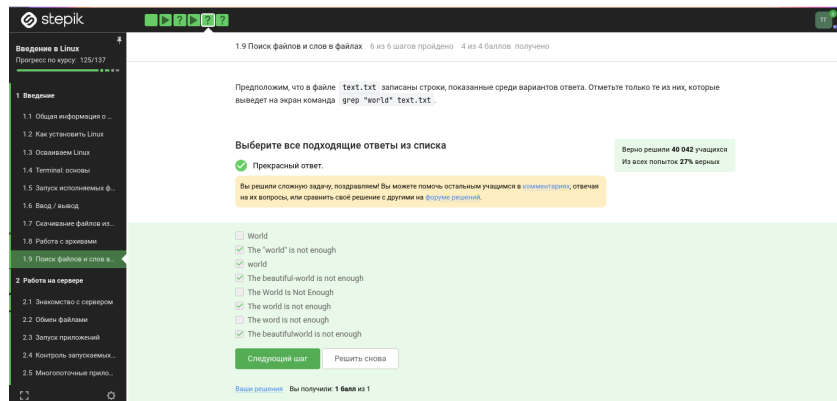 stepik
ТГ
Введение в Linux
Прогресс по курсу: 125/137
1 Введение
1.1 Общая информация о ...
1.2 Как установить Linux
1.3 Осваиваем Linux
1.4 Terminal: основы
1.5 Запуск исполняемых ф...
1.6 Ввод / вывод
1.7 Скачивание файлов из...
1.8 Работа с архивами
1.9 Поиск файлов и слов в...
2 Работа на сервере
2.1 Знакомство с сервером
2.2 Обмен файлами
2.3 Запуск приложений
2.4 Контроль запускаемых...
2.5 Многопоточные прило...
1.9 Поиск файлов и слов в файлах 6 из 6 шагов пройдено 4 из 4 баллов получено
Предположим, что в файле text.txt записаны строки, показанные среди вариантов ответа. Отметьте только те из них, которые
выведет на экран команда grep "world" text.txt .
Выберите все подходящие ответы из списка
Прекрасный ответ.
Верно решили 40 042 учащихся
Из всех попыток 27% верных
Вы решили сложную задачу, поздравляем! Вы можете помочь остальным учащимся в комментариях, отвечая
на их вопросы, или сравнить своё решение с другими на форуме решений.
World
The "world" is not enough
world
The beautiful-world is not enough
The World Is Not Enough
The world is not enough
The word is not enough
The beautifulworld is not enough
Следующий шаг Решить снова
Ваши решения Вы получили: 1 балл из 1